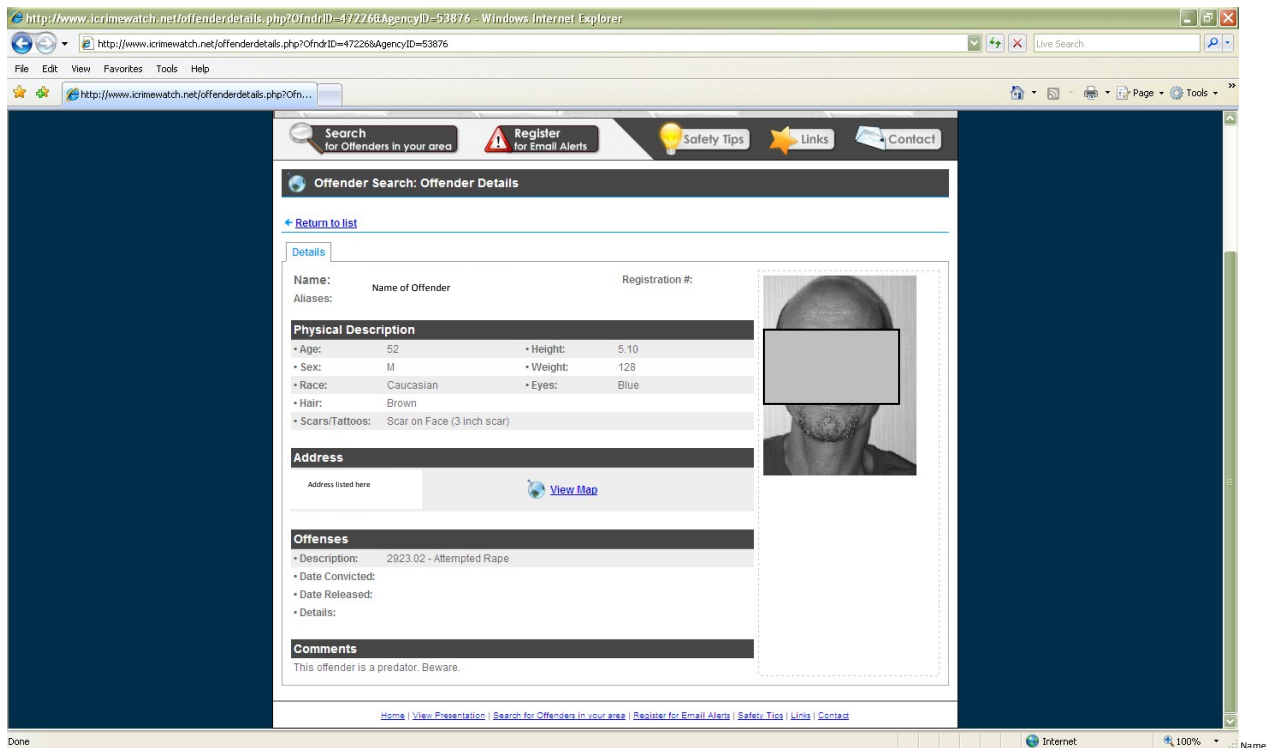 http://www.icrimewatch.net/offenderdetails.php?OfndrID=47226&AgencyID=53876 - Windows Internet Explorer
http://www.icrimewatch.net/offenderdetails.php?OfndrID=47226&AgencyID=53876 Live Search
File Edit View Favorites Tools Help
http://www.icrimewatch.net/offenderdetails.php?Ofn... Page Tools »
Search for Offenders in your area
Register for Email Alerts
Safety Tips
Links
Contact
Offender Search: Offender Details
Return to list
Details
Name: Registration #:
Name of Offender
Aliases:
Physical Description
• Age: 52 • Height: 5.10
• Sex: M • Weight: 128
• Race: Caucasian • Eyes: Blue
• Hair: Brown
• Scars/Tattoos: Scar on Face (3 inch scar)
Address
Address listed here View Map
Offenses
• Description: 2923.02 - Attempted Rape
• Date Convicted:
• Date Released:
• Details:
Comments
This offender is a predator. Beware.
Home | View Presentation | Search for Offenders in your area | Register for Email Alerts | Safety Tips | Links | Contact
Done Internet 100% Name